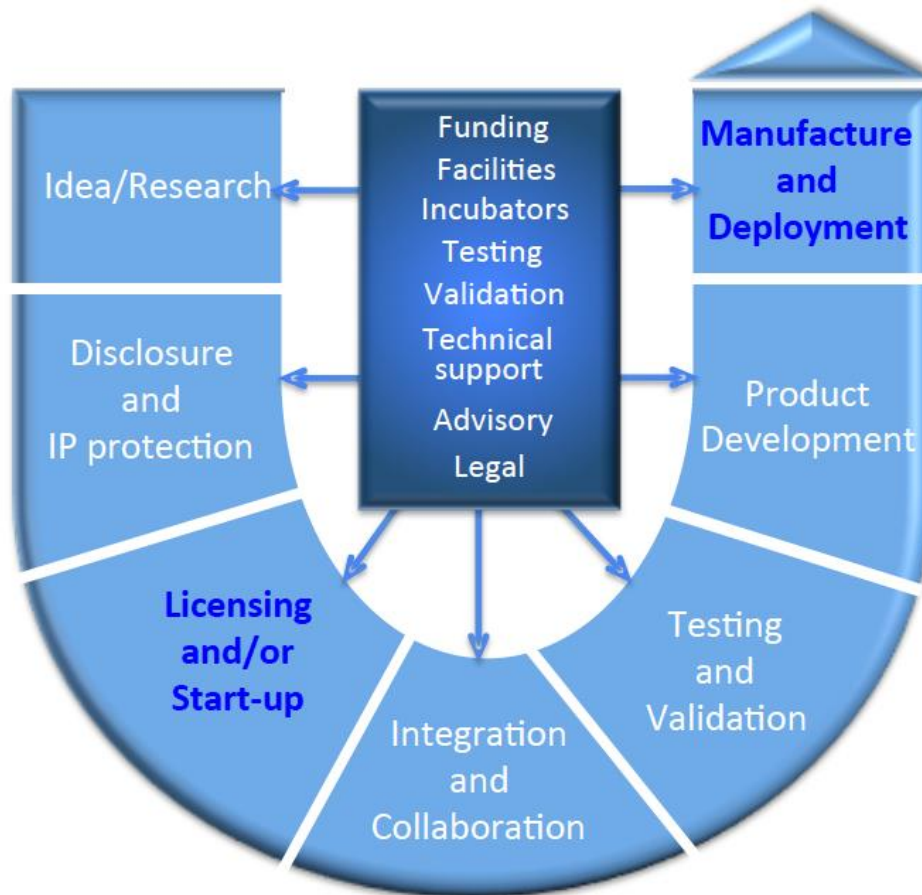 Idea/Research
Disclosure
and
IP protection
Licensing
and/or
Start-up
Integration
and
Collaboration
Testing
and
Validation
Product
Development
Manufacture
and
Deployment
Funding
Facilities
Incubators
Testing
Validation
Technical
support
Advisory
Legal